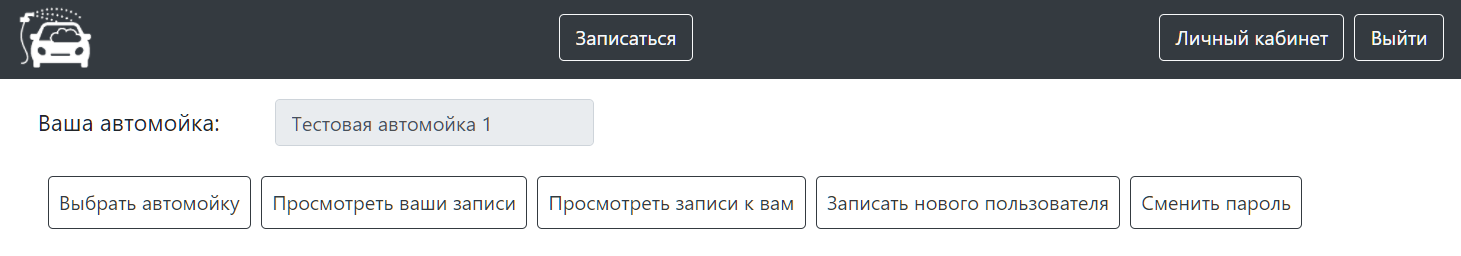 Записаться Личный кабинет Выйти
Ваша автомойка: Тестовая автомойка 1
Выбрать автомойку Просмотреть ваши записи Просмотреть записи к вам Записать нового пользователя Сменить пароль